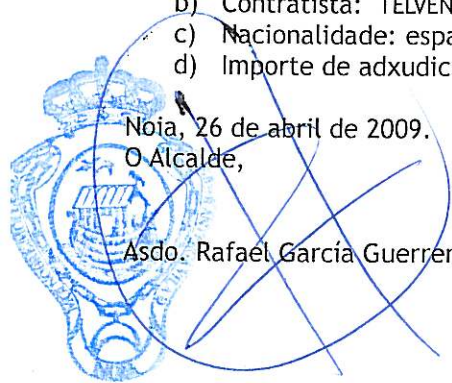 b) Contratista: TELVEN
c) Nacionalidade: espa
d) Importe de adxudic
Noia, 26 de abril de 2009.
O Alcalde,
Asdo. Rafael García Guerrer